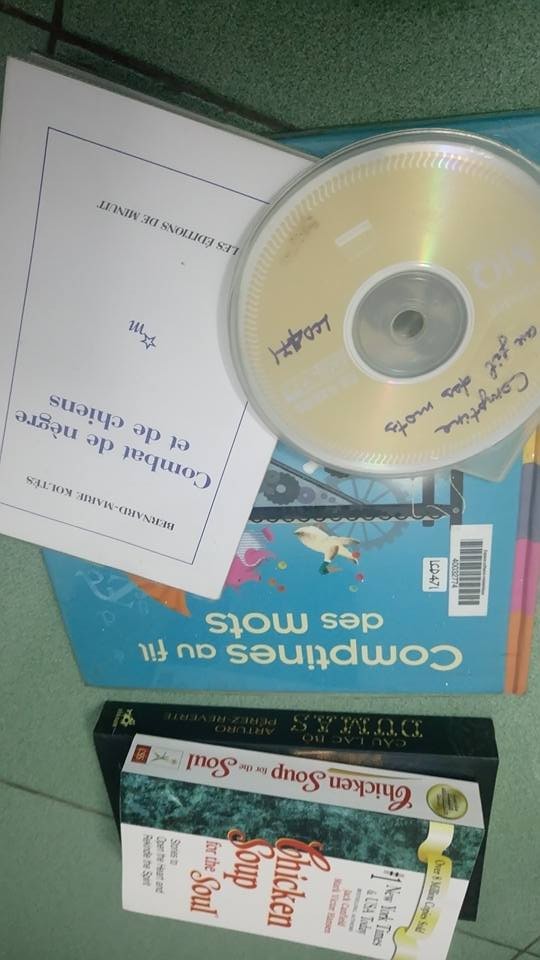 Over 8 Million Copies Sold
#1 New York Times
& USA Today
Jack Canfield
Mark Victor Hansen
Chicken
Soup
for the Soul
Stories to
Open the Heart and
Rekindle the Spirit
Chicken Soup for the Soul
CÂU LẠC BỘ
DUMAS
ARTURO
PÉREZ-REVERTE
Comptines au fil
des mots
40032774
LCD471
BERNARD-MARIE KOLTÈS
Combat de nègre
et de chiens
m
LES ÉDITIONS DE MINUIT
Comptine
au fil des mots
LCD471